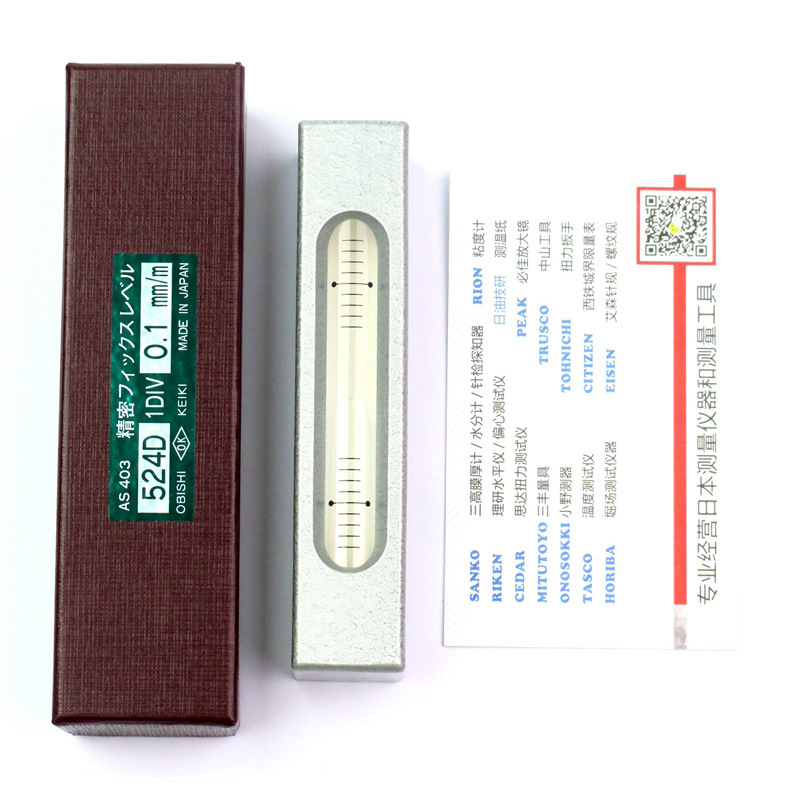 AS 403 精密フィックスレベル
524D 1DIV 0.1 mm/m
OBISHI OK KEIKI MADE IN JAPAN
SANKO 三高膜厚计/水分计/针检探知器 RION 粘度计
RIKEN 理研水平仪/偏心测试仪 日油技研 测温纸
CEDAR 思达扭力测试仪 PEAK 必佳放大镜
MITUTOYO 三丰量具 TRUSCO 中山工具
ONOSOKKI 小野测器 TOHNICHI 扭力扳手
TASCO 温度测试仪 CITIZEN 西铁城界限量表
HORIBA 堀场测试仪器 EISEN 艾森针规/螺纹规
专业经营日本测量仪器和测量工具